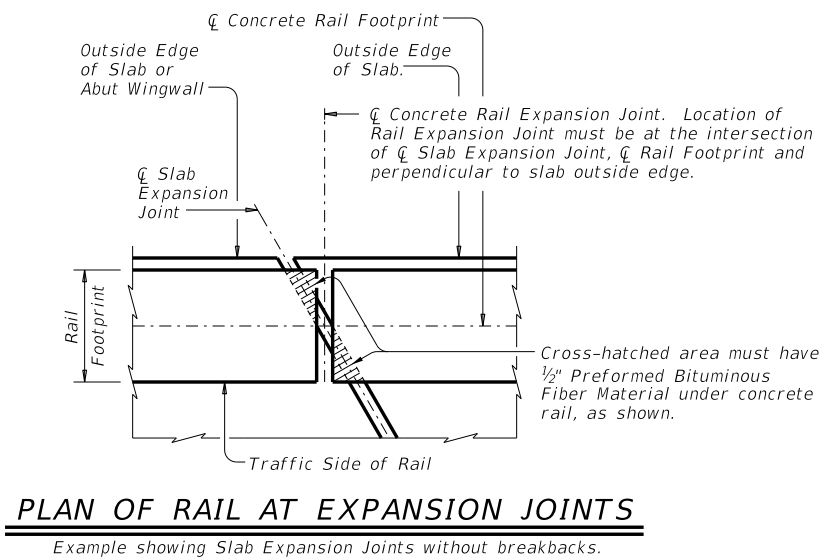 ℄ Concrete Rail Footprint
Outside Edge
of Slab or
Abut Wingwall
Outside Edge
of Slab.
℄ Concrete Rail Expansion Joint. Location of
Rail Expansion Joint must be at the intersection
of ℄ Slab Expansion Joint, ℄ Rail Footprint and
perpendicular to slab outside edge.
℄ Slab
Expansion
Joint
Rail
Footprint
Cross-hatched area must have
½" Preformed Bituminous
Fiber Material under concrete
rail, as shown.
Traffic Side of Rail
PLAN OF RAIL AT EXPANSION JOINTS
Example showing Slab Expansion Joints without breakbacks.